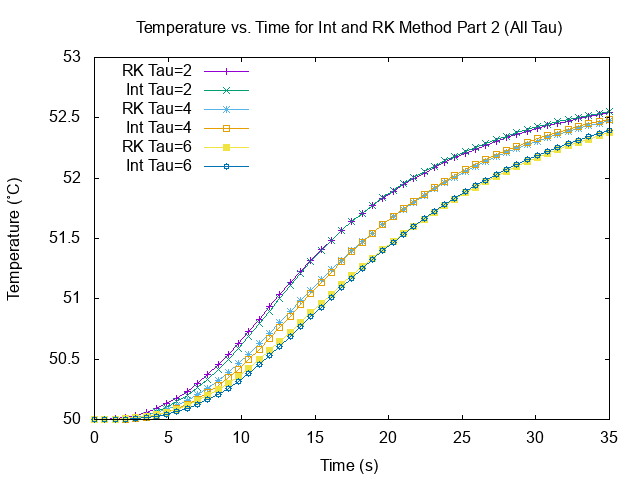 Temperature vs. Time for Int and RK Method Part 2 (All Tau)
53
52.5
52
51.5
51
50.5
50
Temperature (°C)
RK Tau=2
Int Tau=2
RK Tau=4
Int Tau=4
RK Tau=6
Int Tau=6
0 5 10 15 20 25 30 35
Time (s)